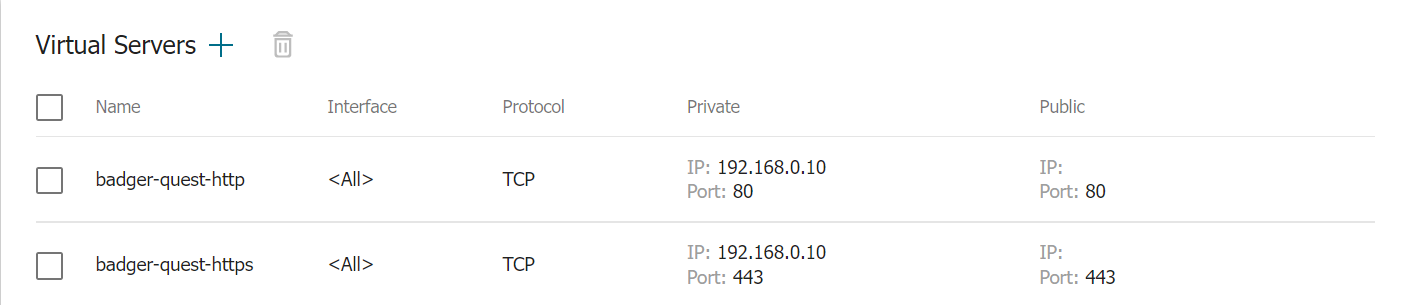 Virtual Servers
Name Interface Protocol Private Public
badger-quest-http <All> TCP IP: 192.168.0.10 IP:
Port: 80 Port: 80
badger-quest-https <All> TCP IP: 192.168.0.10 IP:
Port: 443 Port: 443